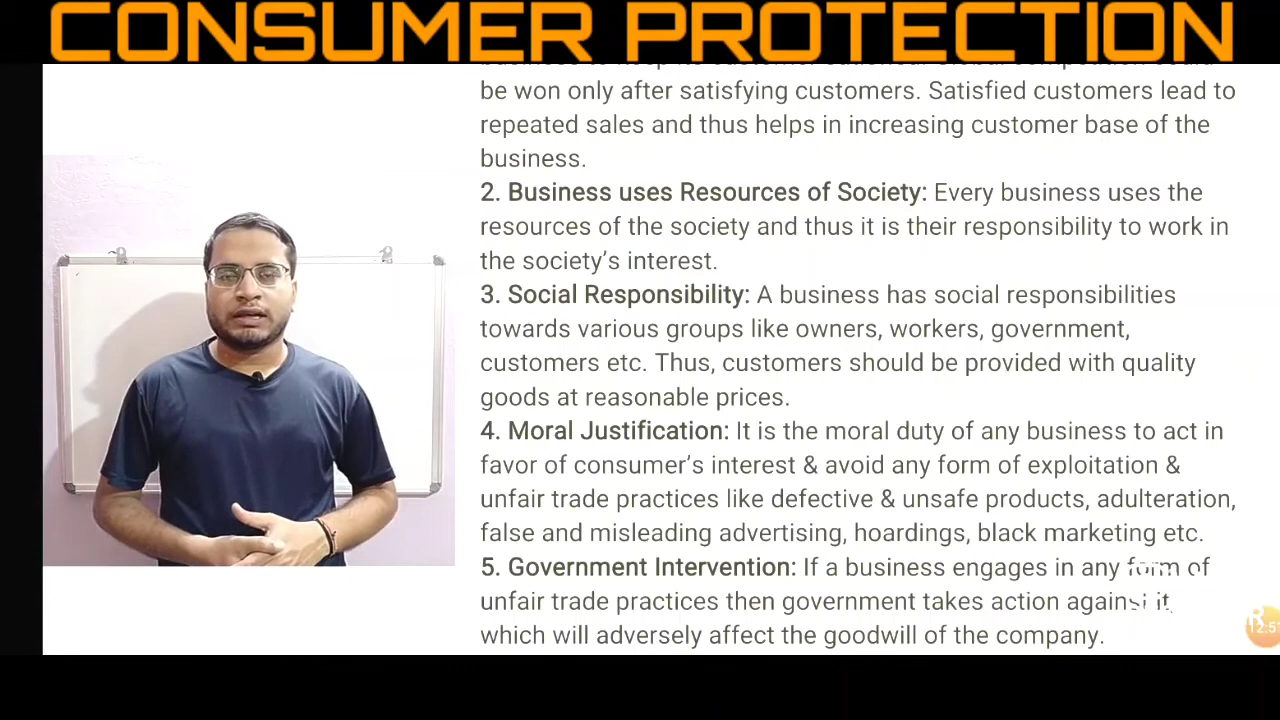 CONSUMER PROTECTION
be won only after satisfying customers. Satisfied customers lead to
repeated sales and thus helps in increasing customer base of the
business.
2. Business uses Resources of Society: Every business uses the
resources of the society and thus it is their responsibility to work in
the society's interest.
3. Social Responsibility: A business has social responsibilities
towards various groups like owners, workers, government,
customers etc. Thus, customers should be provided with quality
goods at reasonable prices.
4. Moral Justification: It is the moral duty of any business to act in
favor of consumer's interest & avoid any form of exploitation &
unfair trade practices like defective & unsafe products, adulteration,
false and misleading advertising, hoardings, black marketing etc.
5. Government Intervention: If a business engages in any form of
unfair trade practices then government takes action against it
which will adversely affect the goodwill of the company.
12:51